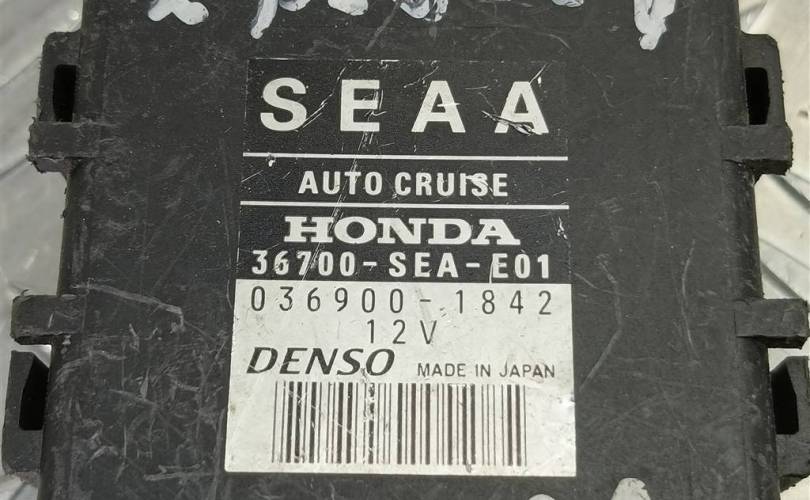 SEAA
AUTO CRUISE
HONDA
36700-SEA-E01
036900-1842
12V
DENSO MADE IN JAPAN